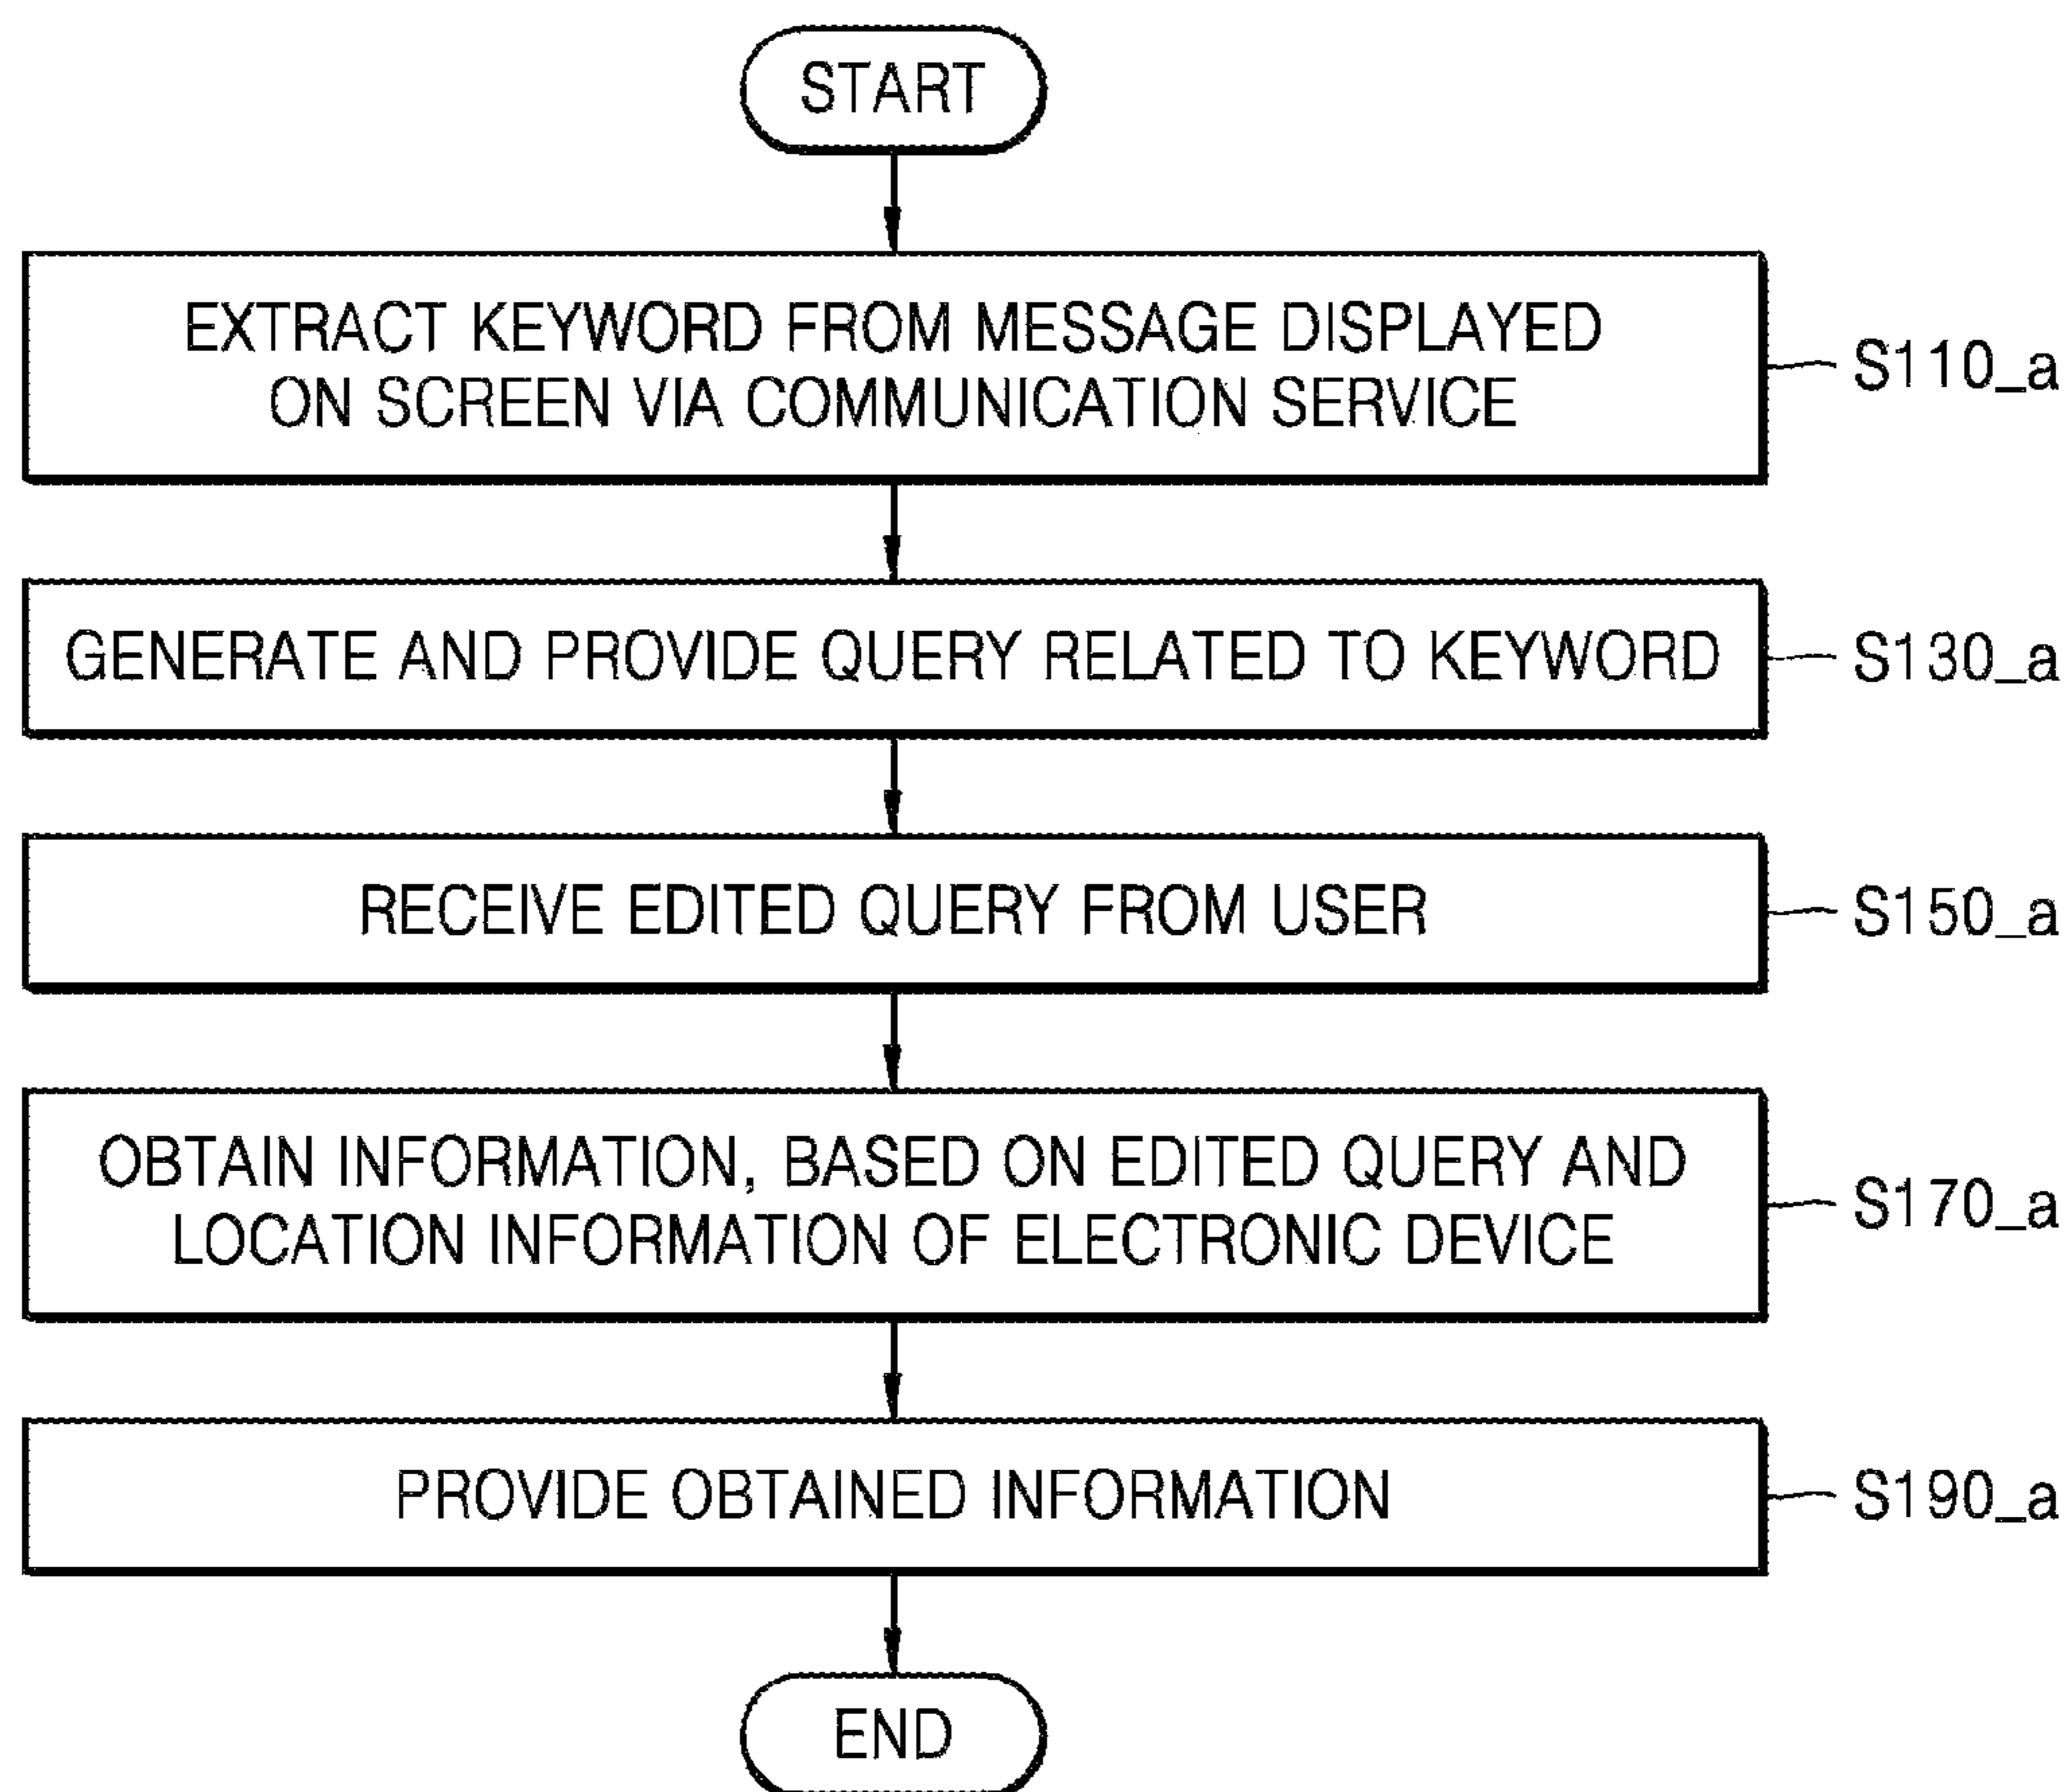 START
EXTRACT KEYWORD FROM MESSAGE DISPLAYED
ON SCREEN VIA COMMUNICATION SERVICE
S110_a
GENERATE AND PROVIDE QUERY RELATED TO KEYWORD
S130_a
RECEIVE EDITED QUERY FROM USER
S150_a
OBTAIN INFORMATION, BASED ON EDITED QUERY AND
LOCATION INFORMATION OF ELECTRONIC DEVICE
S170_a
PROVIDE OBTAINED INFORMATION
S190_a
END